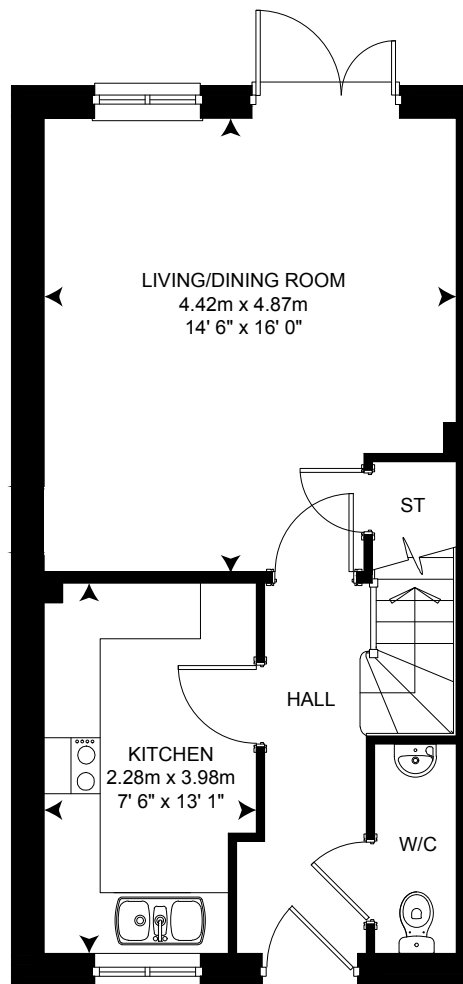 LIVING/DINING ROOM
4.42m x 4.87m
14' 6" x 16' 0"
ST
HALL
KITCHEN
2.28m x 3.98m
7' 6" x 13' 1"
W/C